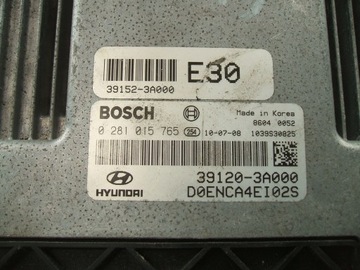 E30
39152-3A000
BOSCH
Made in Korea
8604 0052
0 281 015 765 254 10-07-08 1039S30825
HYUNDAI
39120-3A000
D0ENCA4EI02S